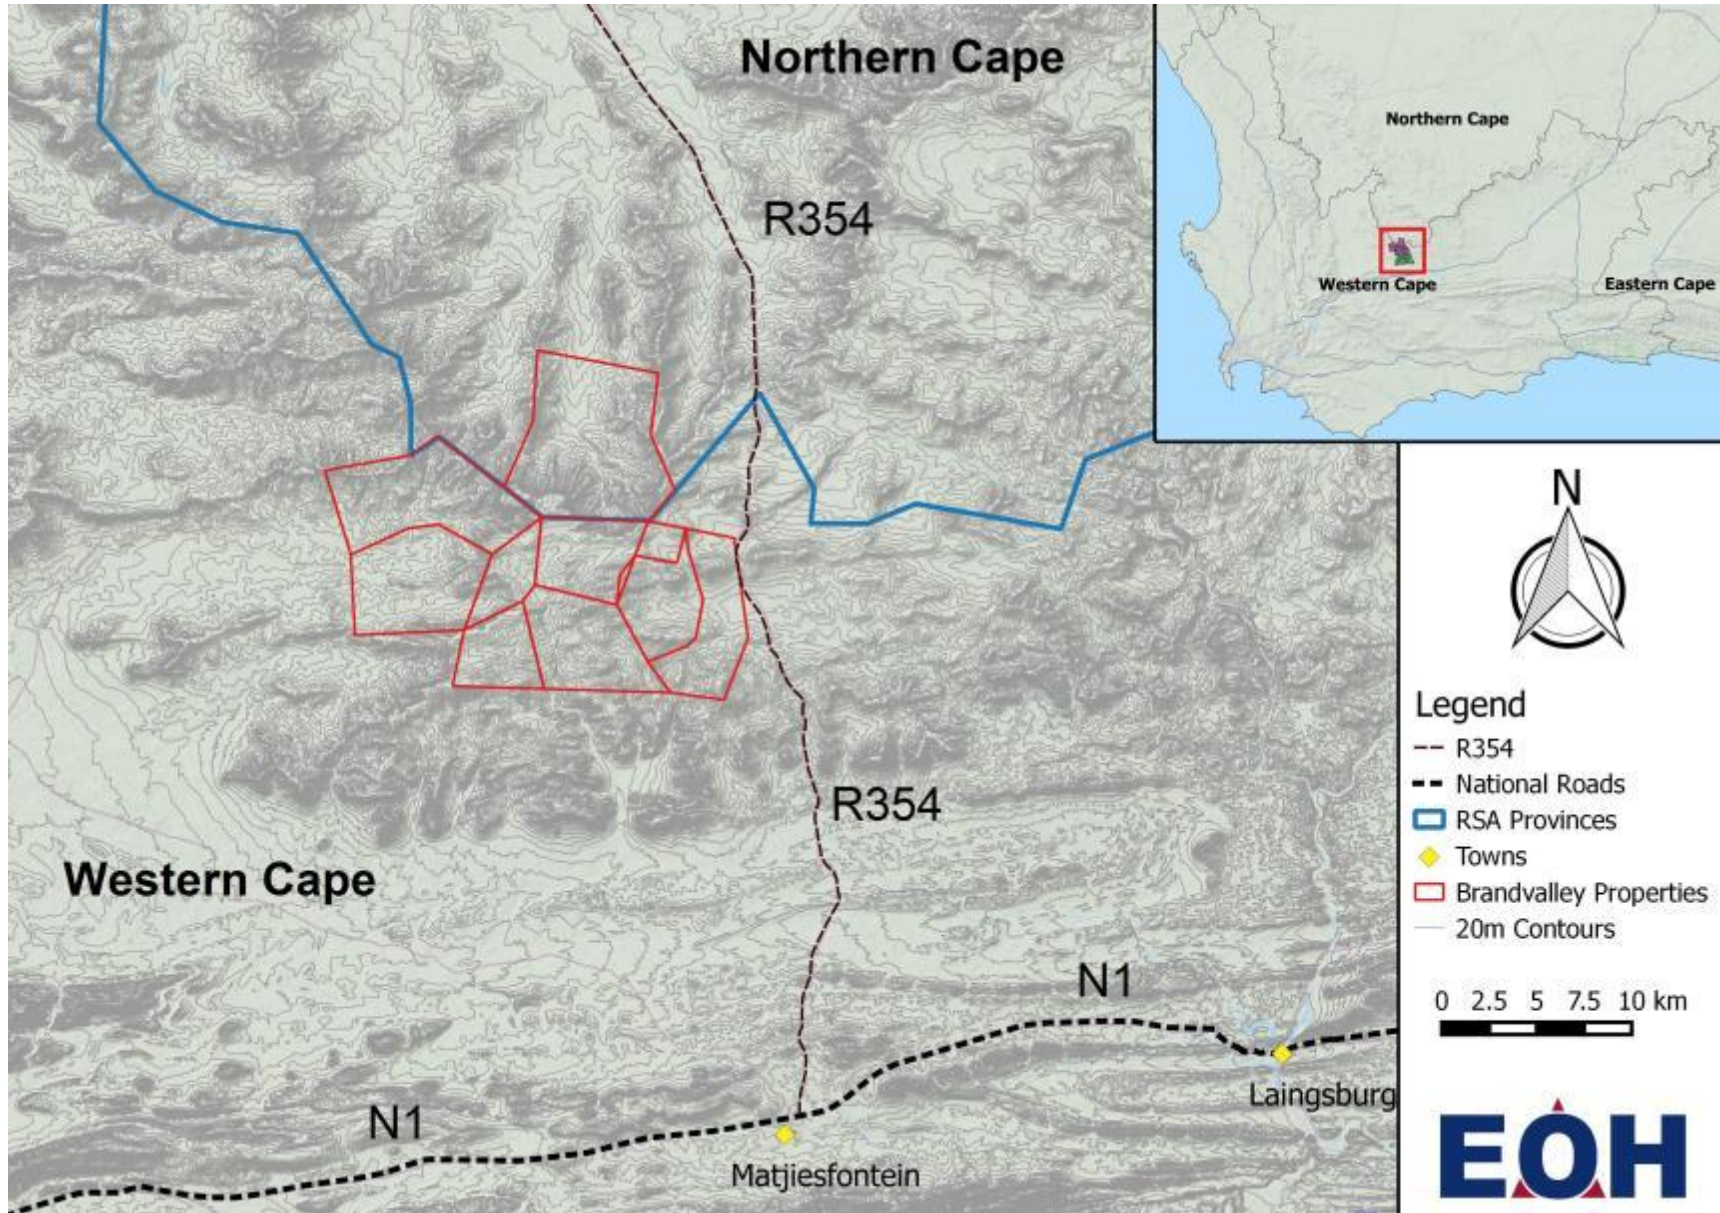 Northern Cape
R354
R354
Western Cape
N1
N1
Laingsburg
Matjiesfontein
Northern Cape
Western Cape
Eastern Cape
N
Legend
R354
National Roads
RSA Provinces
Towns
Brandvalley Properties
20m Contours
0 2.5 5 7.5 10 km
EOH